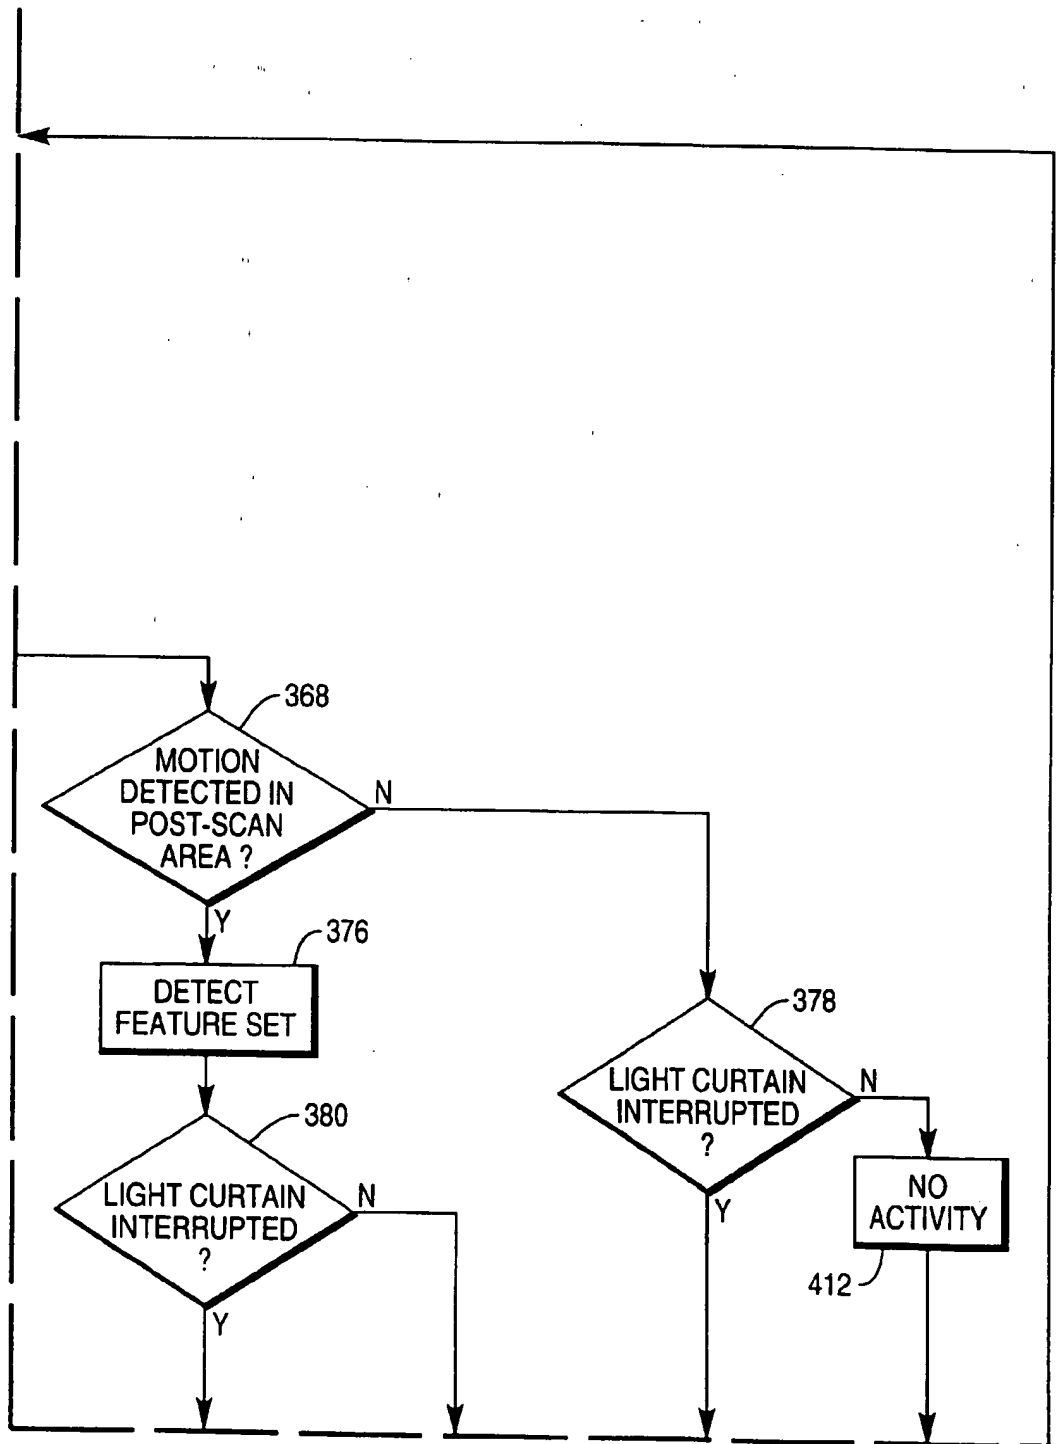 368
MOTION
DETECTED IN
POST-SCAN
AREA ?
N
Y
376
DETECT
FEATURE SET
378
LIGHT CURTAIN
INTERRUPTED
?
N
Y
380
LIGHT CURTAIN
INTERRUPTED
?
N
Y
NO
ACTIVITY
412